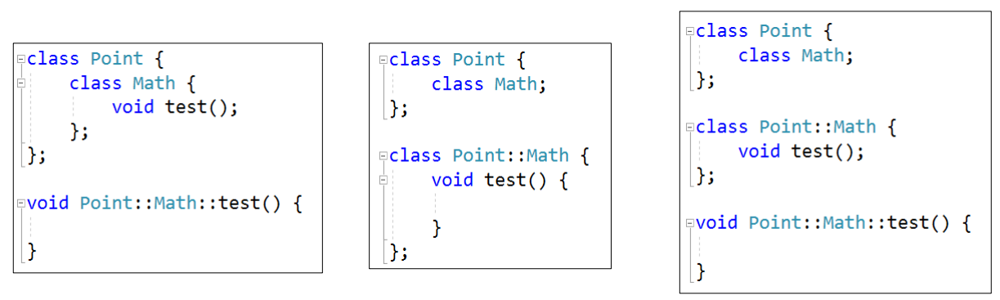 class Point {
class Math {
void test();
};
};
void Point::Math::test() {
}
class Point {
class Math;
};
class Point::Math {
void test() {
}
};
class Point {
class Math;
};
class Point::Math {
void test();
};
void Point::Math::test() {
}